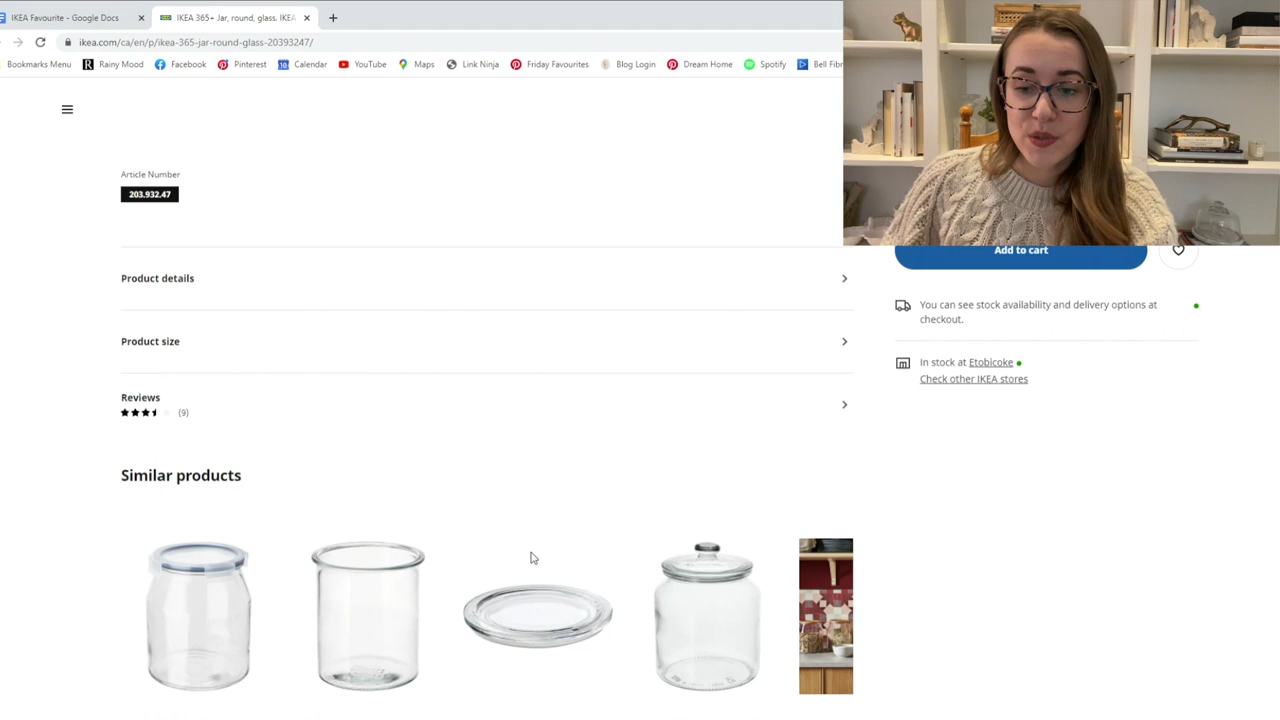 IKEA Favourite - Google Docs
IKEA 365+ Jar, round, glass. IKEA
ikea.com/ca/en/p/ikea-365-jar-round-glass-20393247/
Bookmarks Menu
Rainy Mood
Facebook
Pinterest
Calendar
YouTube
Maps
Link Ninja
Friday Favourites
Blog Login
Dream Home
Spotify
Bell Fib
Article Number
203.932.47
Product details
Product size
Reviews
(9)
Similar products
Add to cart
You can see stock availability and delivery options at
checkout.
In stock at Etobicoke
Check other IKEA stores